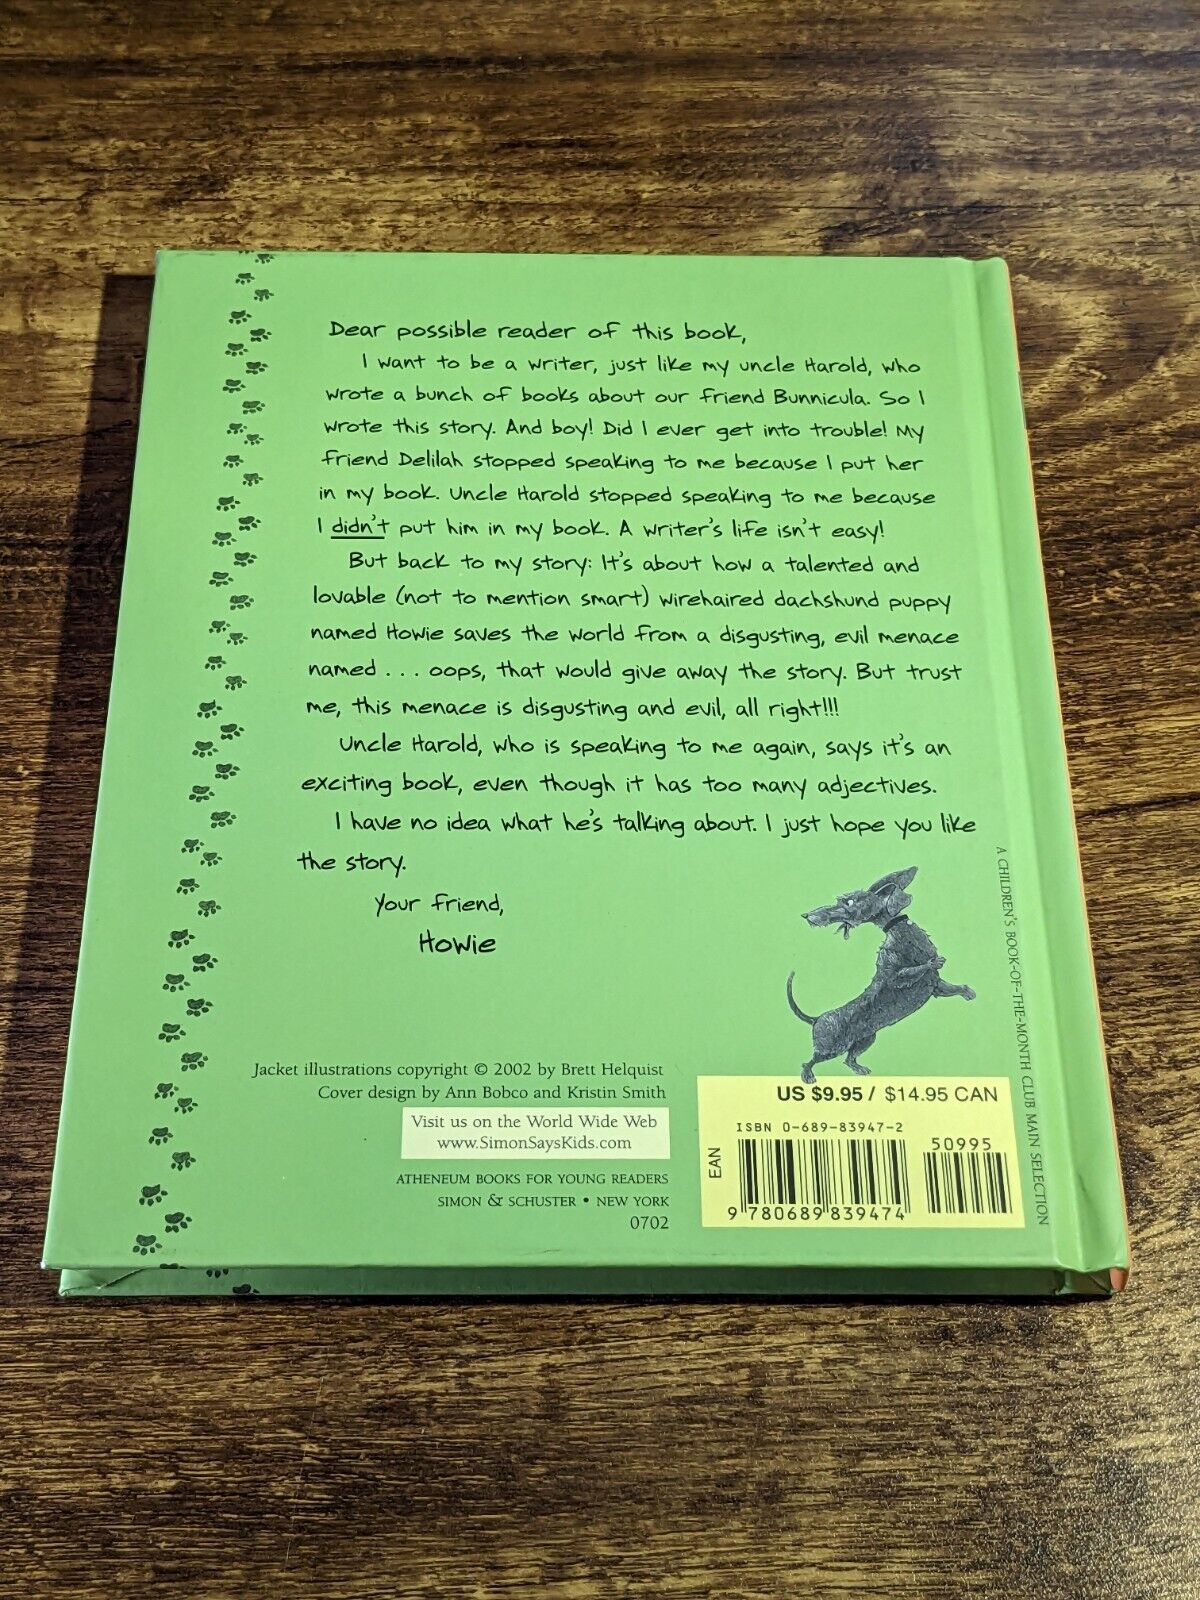 Dear possible reader of this book,
I want to be a writer, just like my uncle Harold, who
wrote a bunch of books about our friend Bunnicula. So I
wrote this story. And boy! Did I ever get into trouble! My
friend Delilah stopped speaking to me because I put her
in my book. Uncle Harold stopped speaking to me because
I didn't put him in my book. A writer's life isn't easy!
But back to my story: It's about how a talented and
lovable (not to mention smart) wirehaired dachshund puppy
named Howie saves the world from a disgusting, evil menace
named . . . oops, that would give away the story. But trust
me, this menace is disgusting and evil, all right!!!
Uncle Harold, who is speaking to me again, says it's an
exciting book, even though it has too many adjectives.
I have no idea what he's talking about. I just hope you like
the story.
Your friend,
Howie
Jacket illustrations copyright © 2002 by Brett Helquist
Cover design by Ann Bobco and Kristin Smith
Visit us on the World Wide Web
www.SimonSaysKids.com
ATHENEUM BOOKS FOR YOUNG READERS
SIMON & SCHUSTER • NEW YORK
0702
US $9.95 / $14.95 CAN
ISBN 0-689-83947-2
50995
EAN
9 780689 839474
A CHILDREN'S BOOK-OF-THE-MONTH CLUB MAIN SELECTION